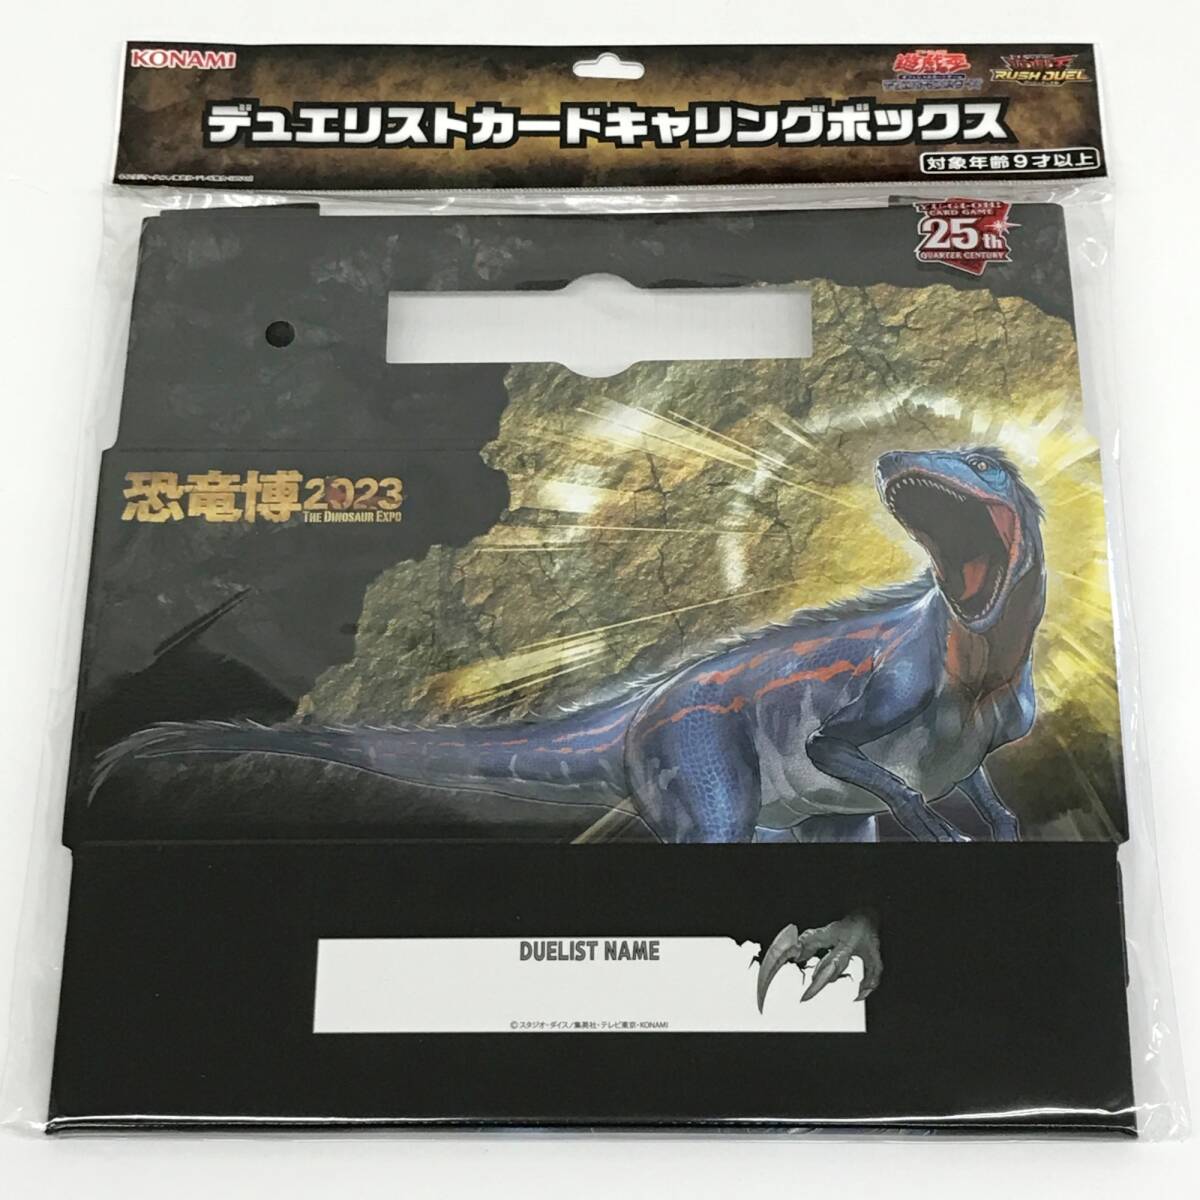 KONAMI
遊戯王
RUSH DUEL
デュエリストカードキャリングボックス
対象年齢9才以上
YU-GI-OH!
CARD GAME
25th
QUARTER CENTURY
恐竜博2023
THE DINOSAUR EXPO
DUELIST NAME
©スタジオ・ダイス/集英社・テレビ東京・KONAMI